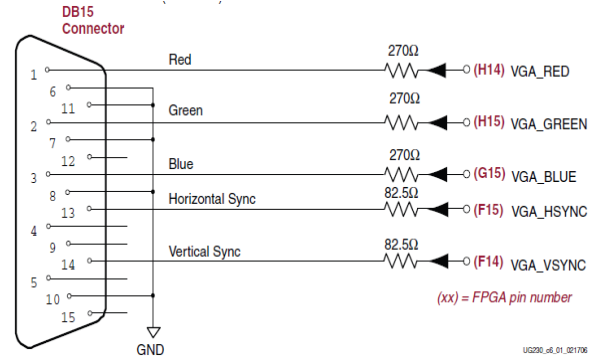 DB15
Connector
1
6
11
2
7
12
3
8
13
4
9
14
5
10
15
Red
270Ω
(H14) VGA_RED
Green
270Ω
(H15) VGA_GREEN
Blue
270Ω
(G15) VGA_BLUE
Horizontal Sync
82.5Ω
(F15) VGA_HSYNC
Vertical Sync
82.5Ω
(F14) VGA_VSYNC
(xx) = FPGA pin number
GND
UG230_c6_01_021706